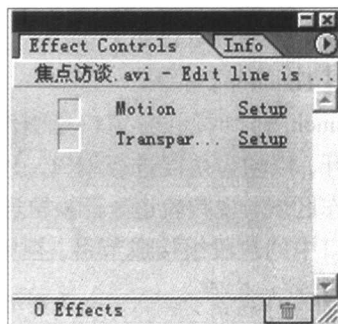 Effect Controls Info
焦点访谈.avi - Edit line is ...
Motion Setup
Transpar... Setup
0 Effects